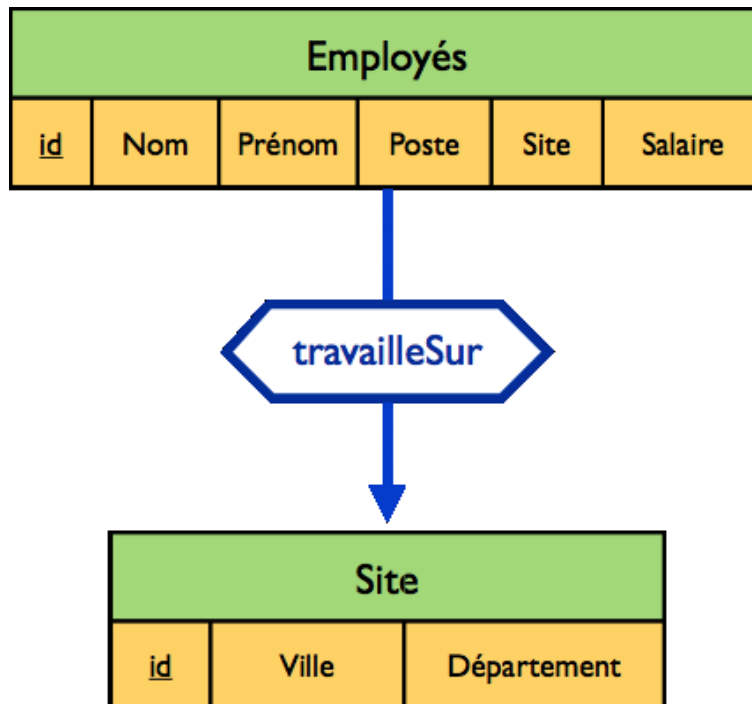 Employés
id Nom Prénom Poste Site Salaire
travailleSur
Site
id Ville Département